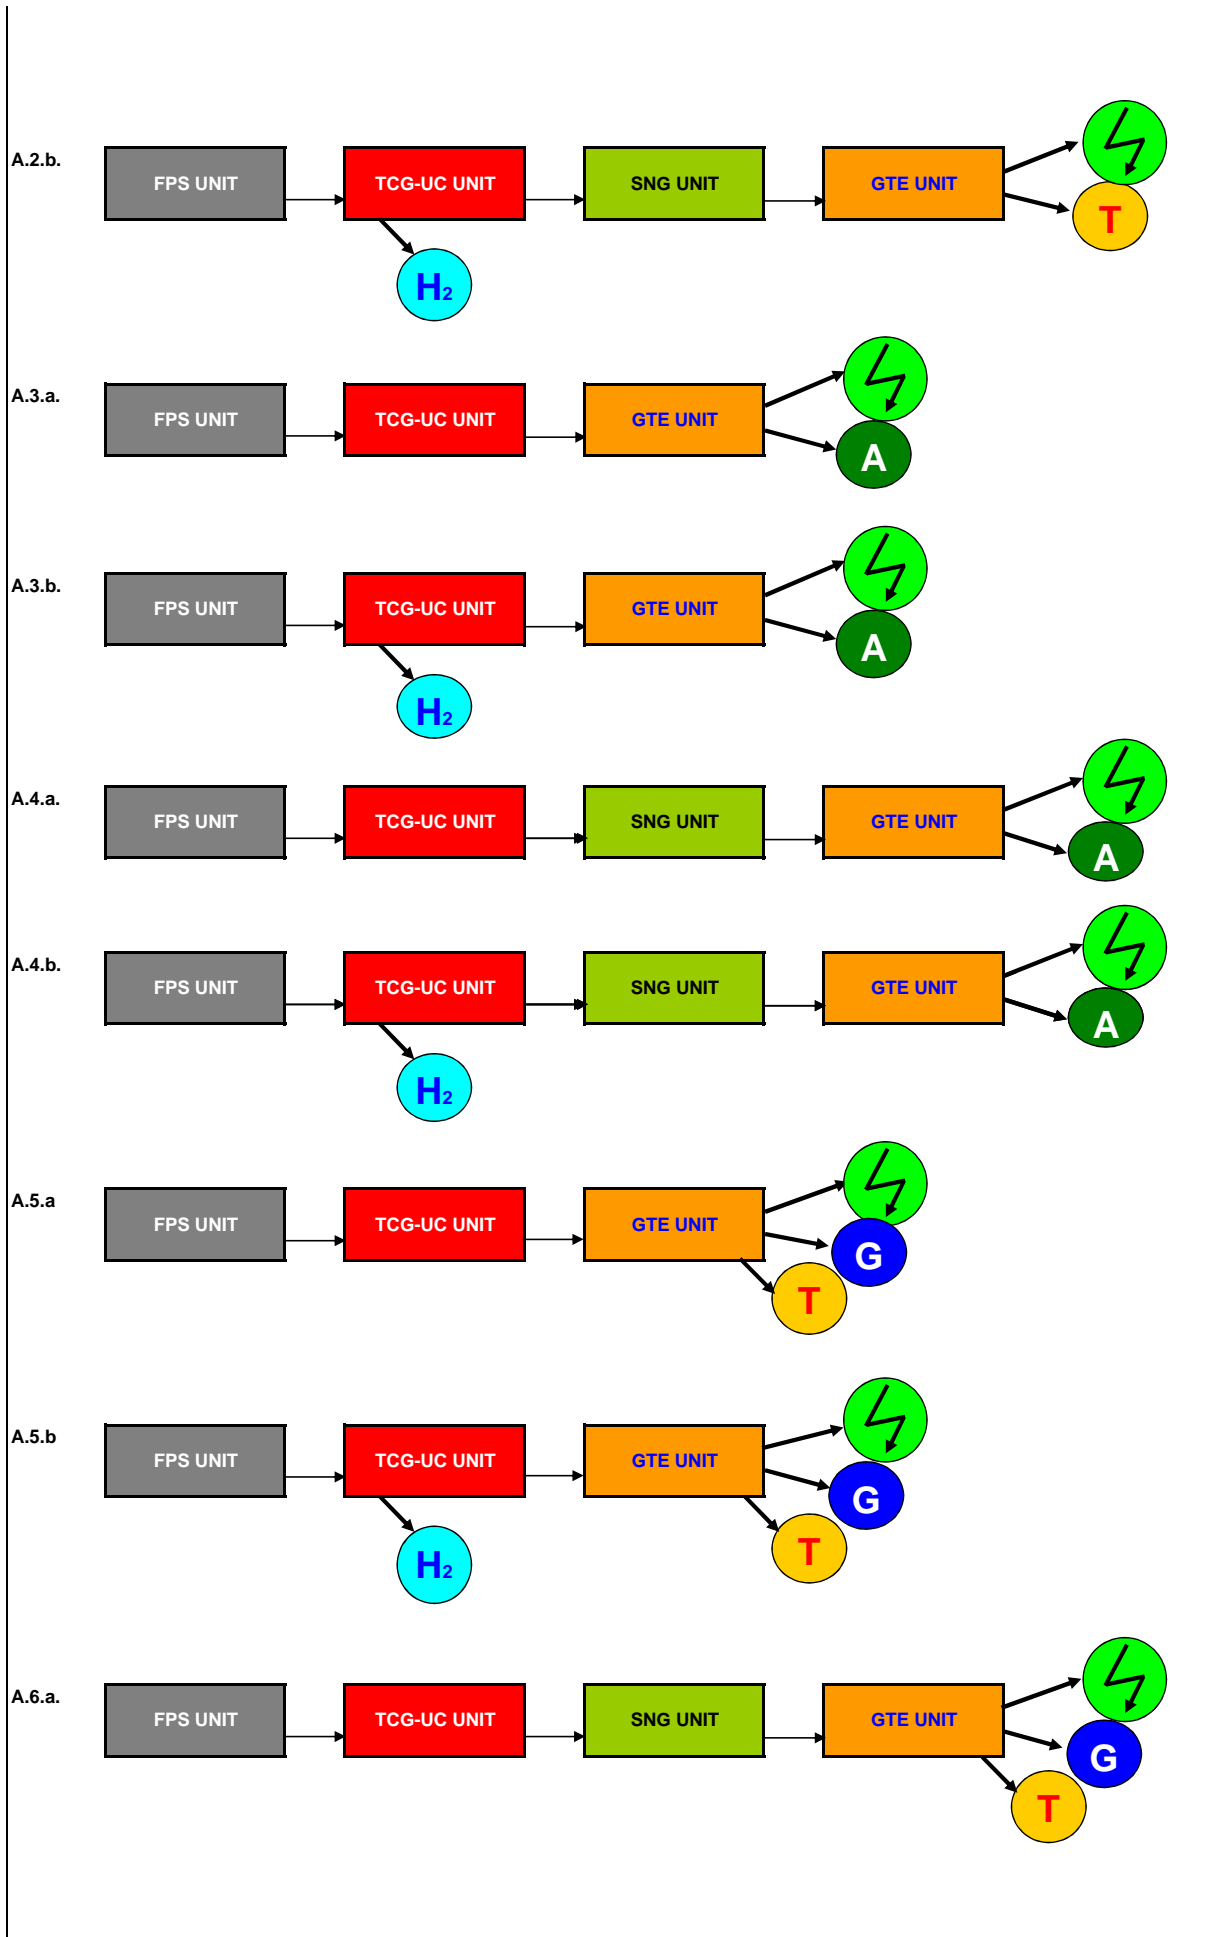 A.2.b.
FPS UNIT TCG-UC UNIT SNG UNIT GTE UNIT
T
H2
A.3.a.
FPS UNIT TCG-UC UNIT GTE UNIT
A
A.3.b.
FPS UNIT TCG-UC UNIT GTE UNIT
A
H2
A.4.a.
FPS UNIT TCG-UC UNIT SNG UNIT GTE UNIT
A
A.4.b.
FPS UNIT TCG-UC UNIT SNG UNIT GTE UNIT
A
H2
A.5.a
FPS UNIT TCG-UC UNIT GTE UNIT
G
T
A.5.b
FPS UNIT TCG-UC UNIT GTE UNIT
G
T
H2
A.6.a.
FPS UNIT TCG-UC UNIT SNG UNIT GTE UNIT
G
T